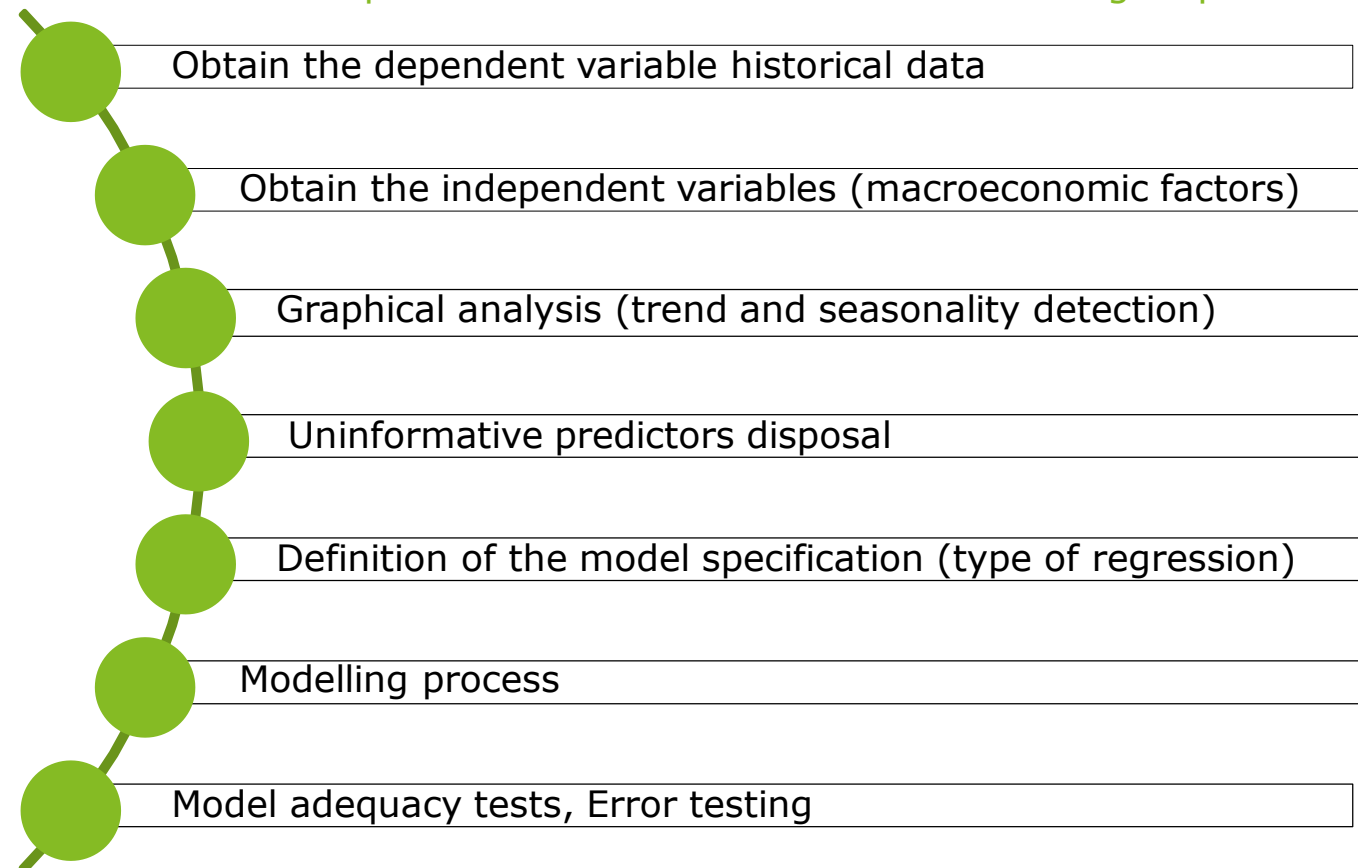 Obtain the dependent variable historical data
Obtain the independent variables (macroeconomic factors)
Graphical analysis (trend and seasonality detection)
Uninformative predictors disposal
Definition of the model specification (type of regression)
Modelling process
Model adequacy tests, Error testing